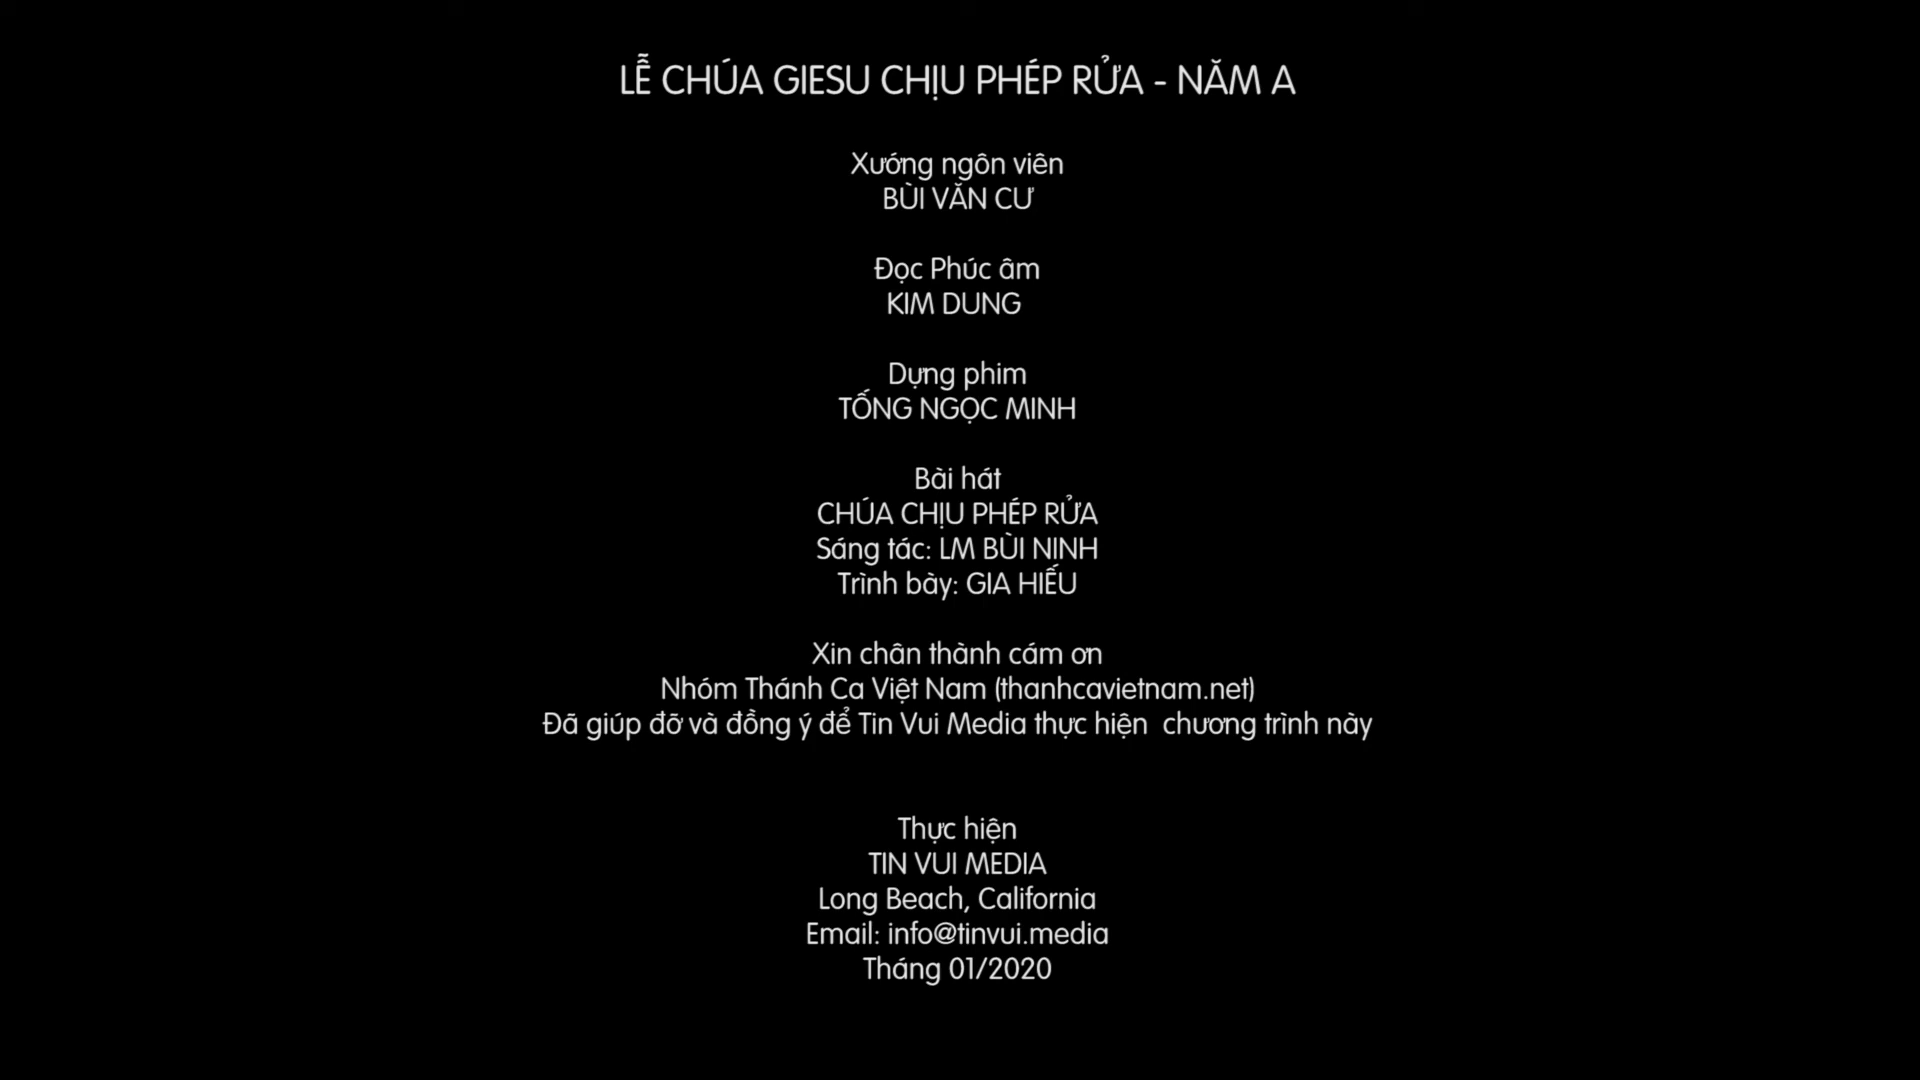 LỄ CHÚA GIESU CHỊU PHÉP RỬA - NĂM A
Xướng ngôn viên
BÙI VĂN CƯ
Đọc Phúc âm
KIM DUNG
Dựng phim
TỐNG NGỌC MINH
Bài hát
CHÚA CHỊU PHÉP RỬA
Sáng tác: LM BÙI NINH
Trình bày: GIA HIẾU
Xin chân thành cám ơn
Nhóm Thánh Ca Việt Nam (thanhcavietnam.net)
Đã giúp đỡ và đồng ý để Tin Vui Media thực hiện  chương trình này
Thực hiện
TIN VUI MEDIA
Long Beach, California
Email: info@tinvui.media
Tháng 01/2020